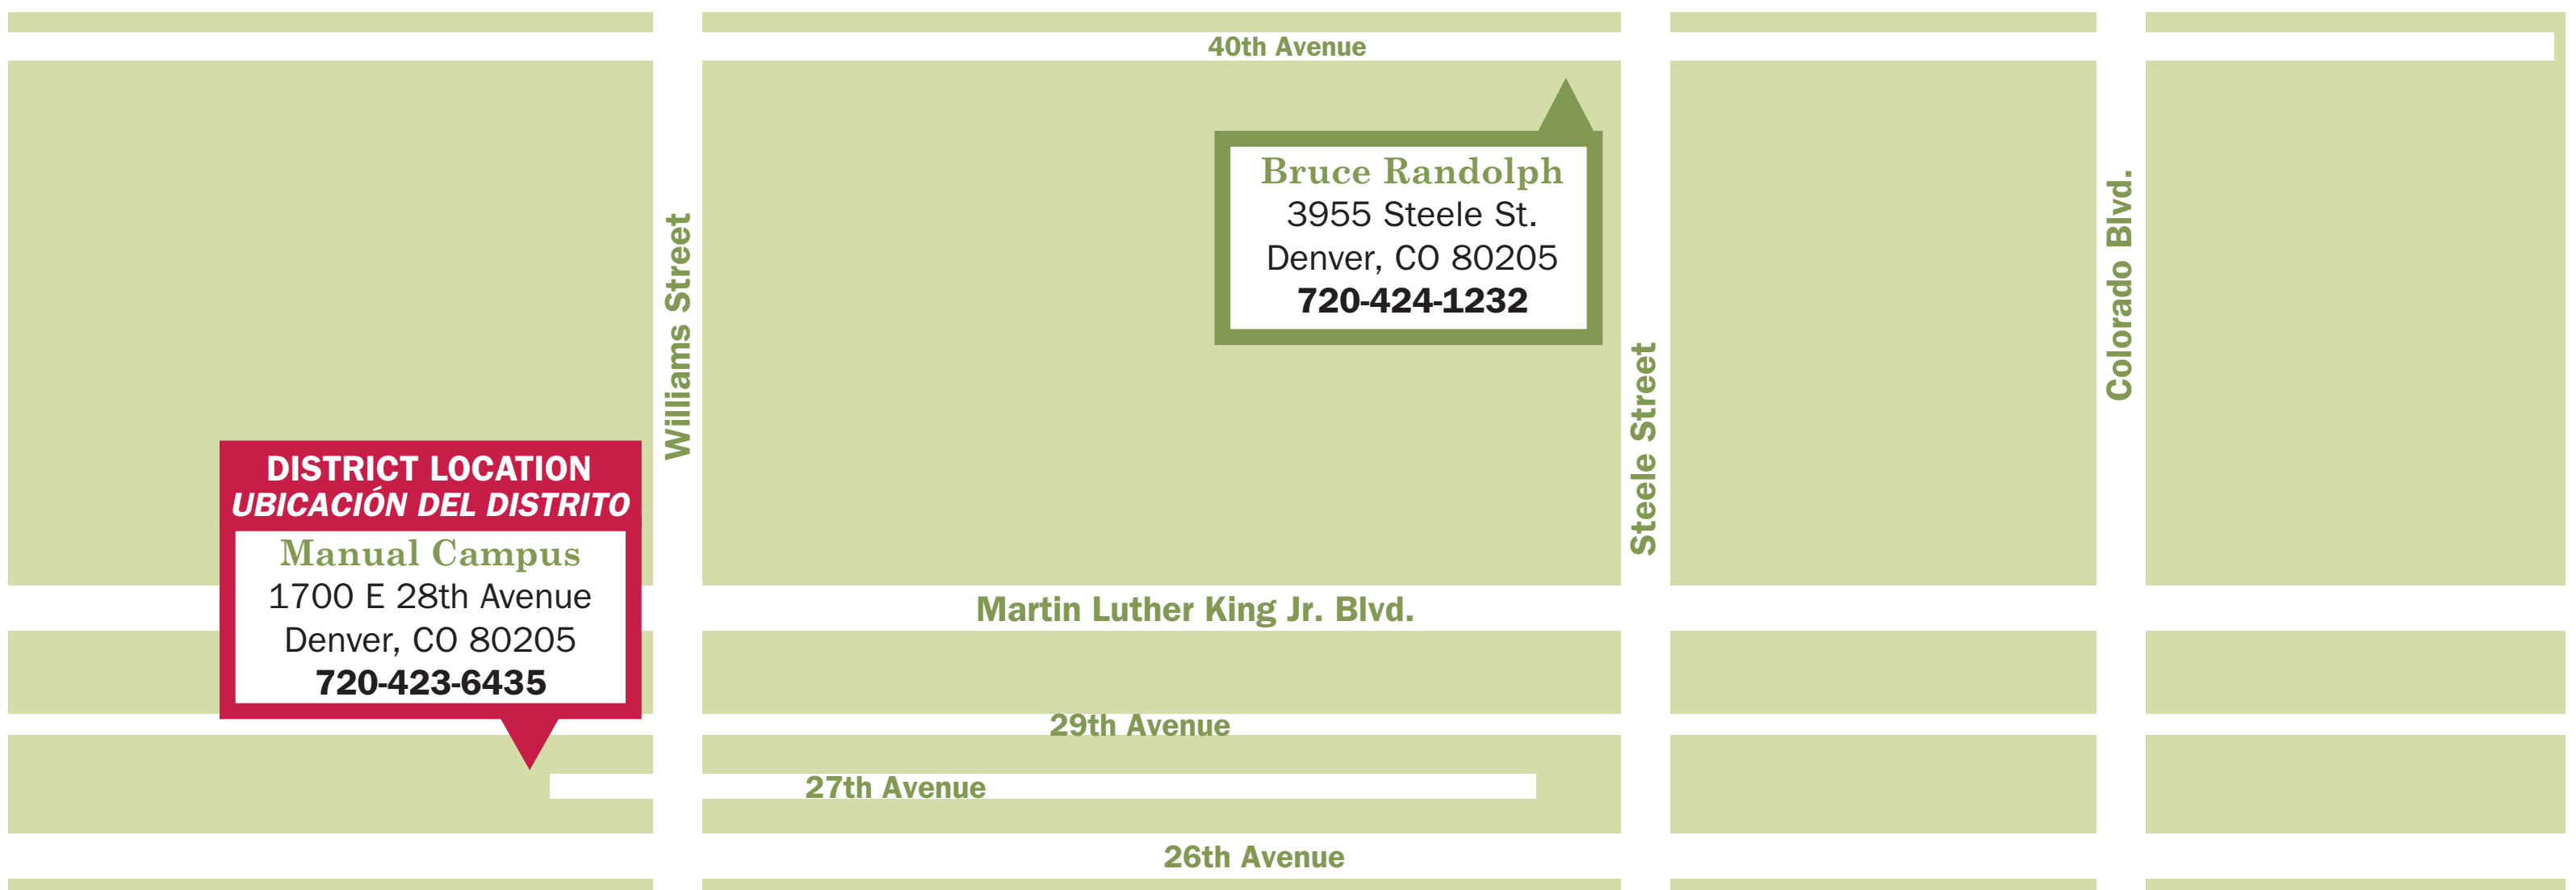 40th Avenue
Bruce Randolph
3955 Steele St.
Denver, CO 80205
720-424-1232
Williams Street
Steele Street
Colorado Blvd.
DISTRICT LOCATION
UBICACIÓN DEL DISTRITO
Manual Campus
1700 E 28th Avenue
Denver, CO 80205
720-423-6435
Martin Luther King Jr. Blvd.
29th Avenue
27th Avenue
26th Avenue